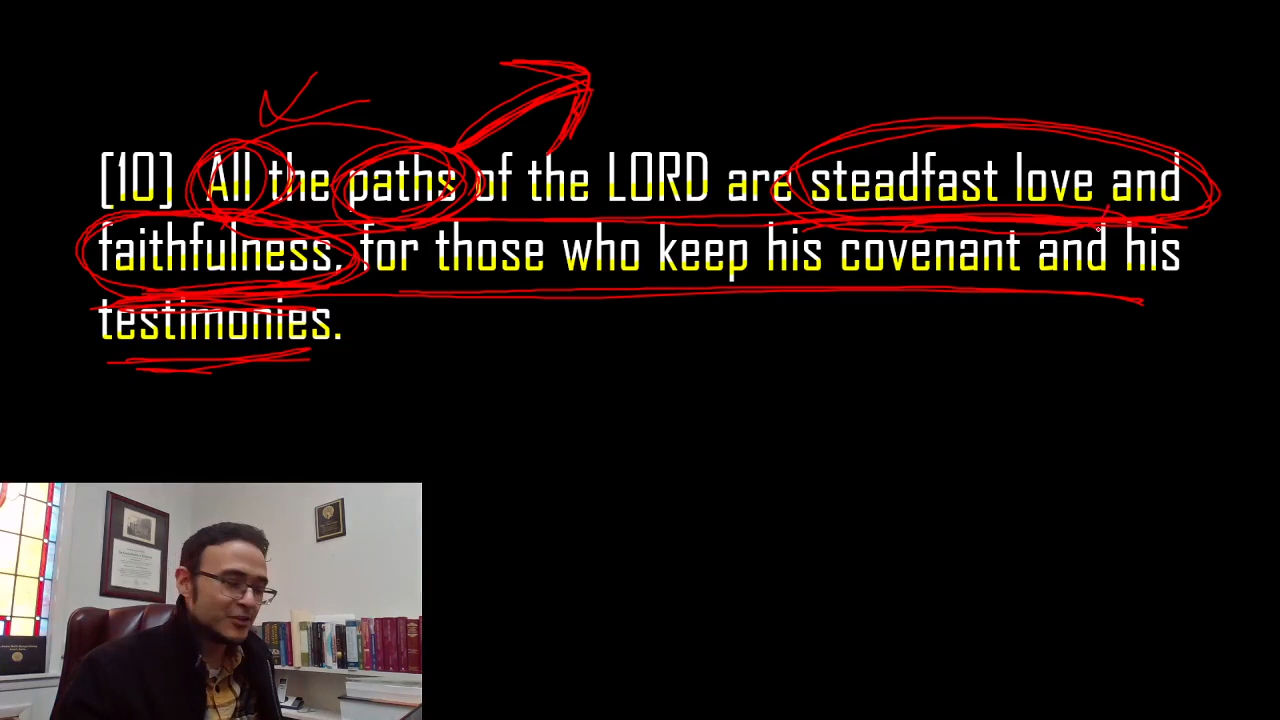 [10] All the paths of the LORD are steadfast love and
faithfulness, for those who keep his covenant and his
testimonies.